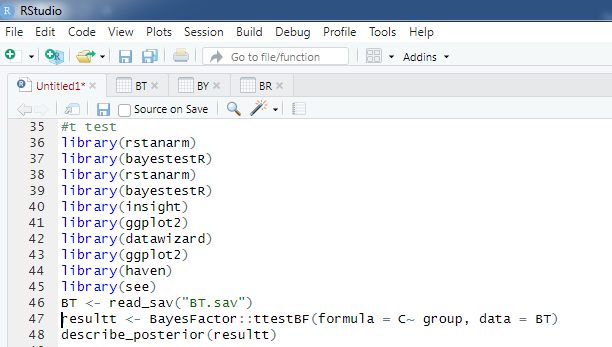 RStudio
File Edit Code View Plots Session Build Debug Profile Tools Help
Go to file/function Addins
Untitled1* BT BY BR
Source on Save
35 #t test
36 library(rstanarm)
37 library(bayestestR)
38 library(rstanarm)
39 library(bayestestR)
40 library(insight)
41 library(ggplot2)
42 library(datawizard)
43 library(ggplot2)
44 library(haven)
45 library(see)
46 BT <- read_sav("BT.sav")
47 resultt <- BayesFactor::ttestBF(formula = C~ group, data = BT)
48 describe_posterior(resultt)